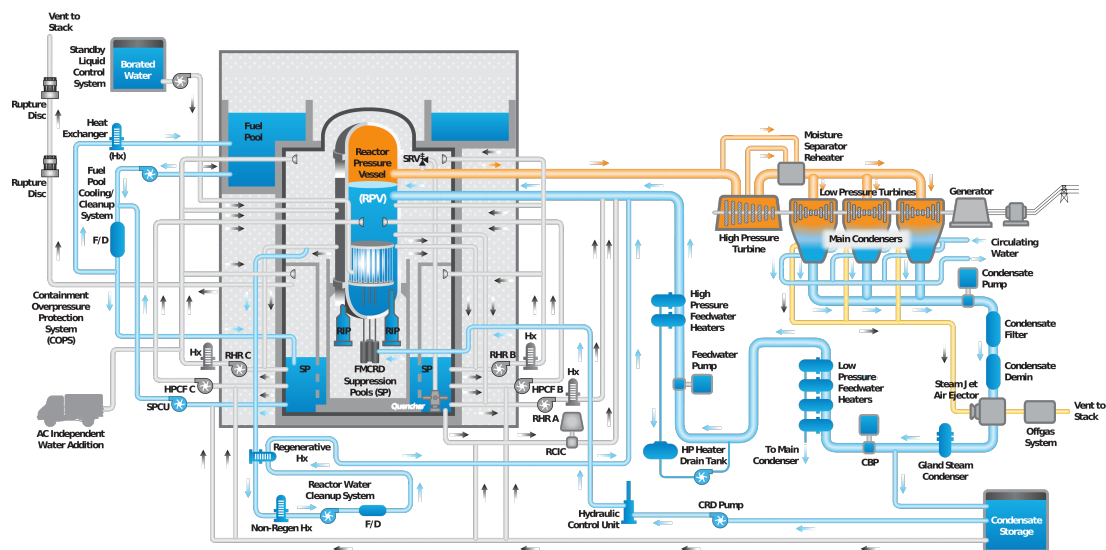 Vent to
Stack
Standby
Liquid
Control
System
Borated
Water
Rupture
Disc
Heat
Exchanger
(Hx)
Rupture
Disc
Fuel
Pool
Cooling/
Cleanup
System
F/D
Containment
Overpressure
Protection
System
(COPS)
Fuel
Pool
Reactor
Pressure
Vessel
(RPV)
SRV
RIP
RIP
FMCRD
Suppression
Pools (SP)
SP
SP
Quencher
Hx
RHR C
HPCF C
SPCU
AC Independent
Water Addition
RHR B
Hx
HPCF B
Hx
RHR A
RCIC
Regenerative
Hx
Reactor Water
Cleanup System
Non-Regen Hx
F/D
Moisture
Separator
Reheater
Low Pressure Turbines
Generator
High Pressure
Turbine
Main Condensers
Circulating
Water
Condensate
Pump
High
Pressure
Feedwater
Heaters
Feedwater
Pump
Condensate
Filter
Condensate
Demin
Low
Pressure
Feedwater
Heaters
Steam Jet
Air Ejector
Vent to
Stack
Offgas
System
To Main
Condenser
CBP
Gland Steam
Condenser
HP Heater
Drain Tank
Hydraulic
Control Unit
CRD Pump
Condensate
Storage